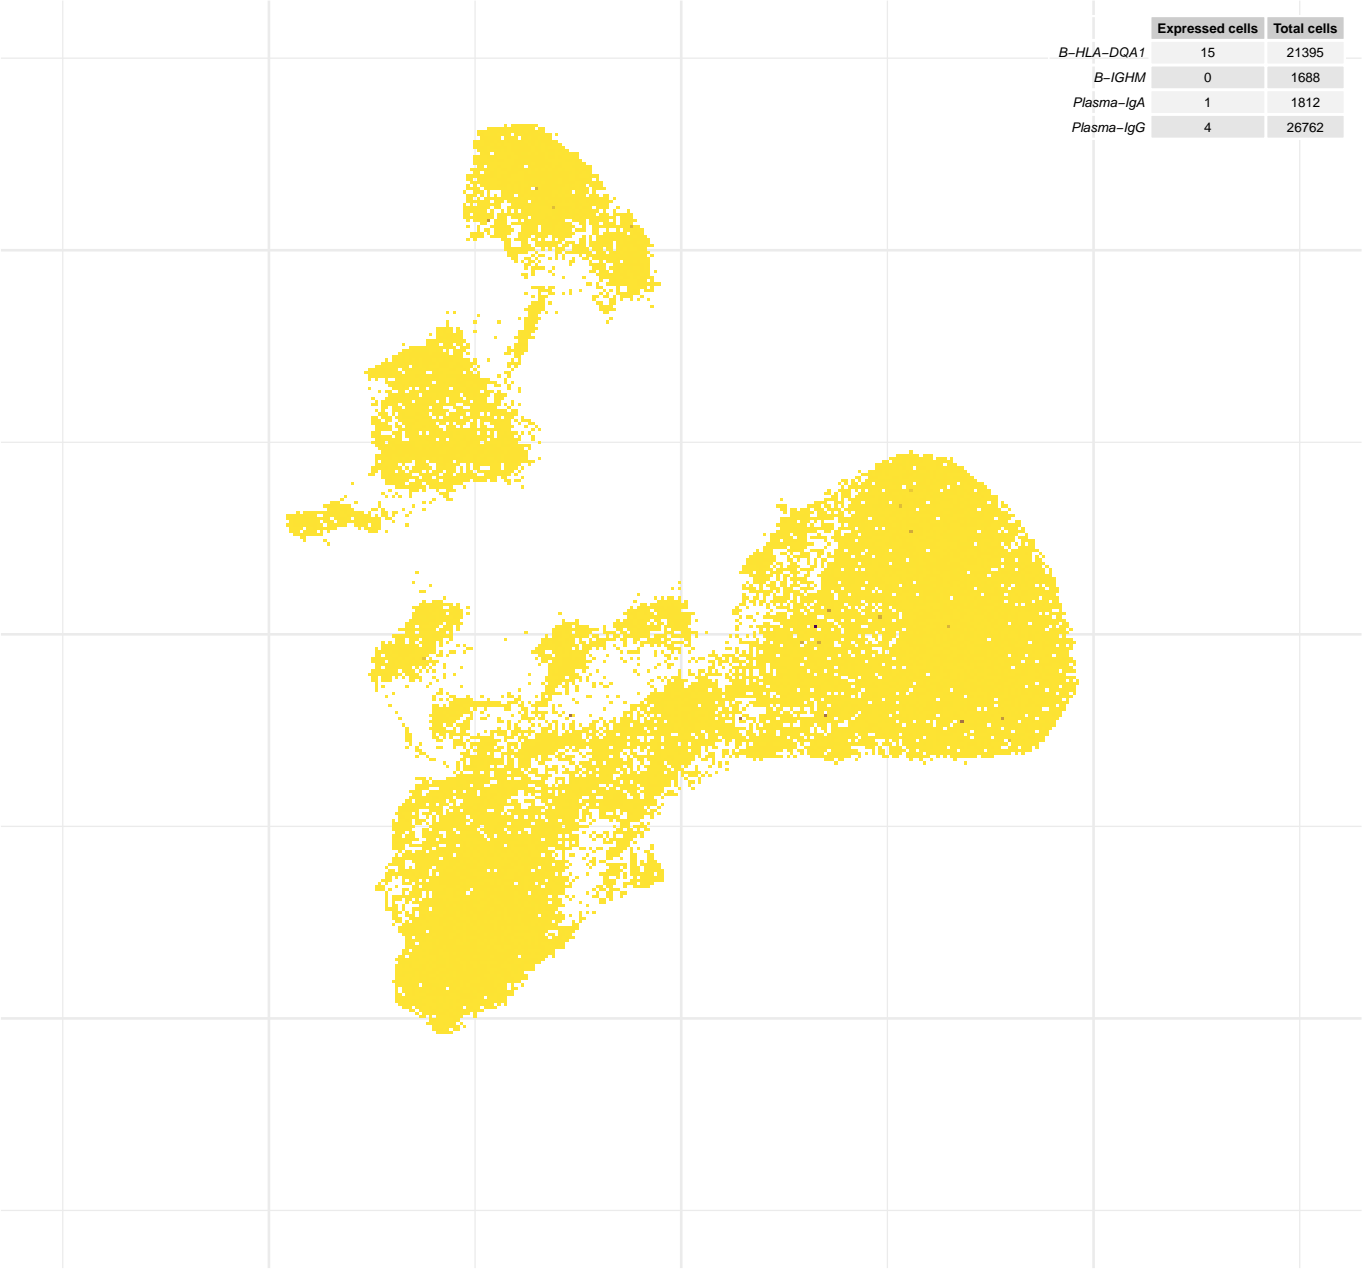 Expressed cells Total cells
B−HLA−DQA1 15 21395
B−IGHM 0 1688
Plasma−IgA 1 1812
Plasma−IgG 4 26762